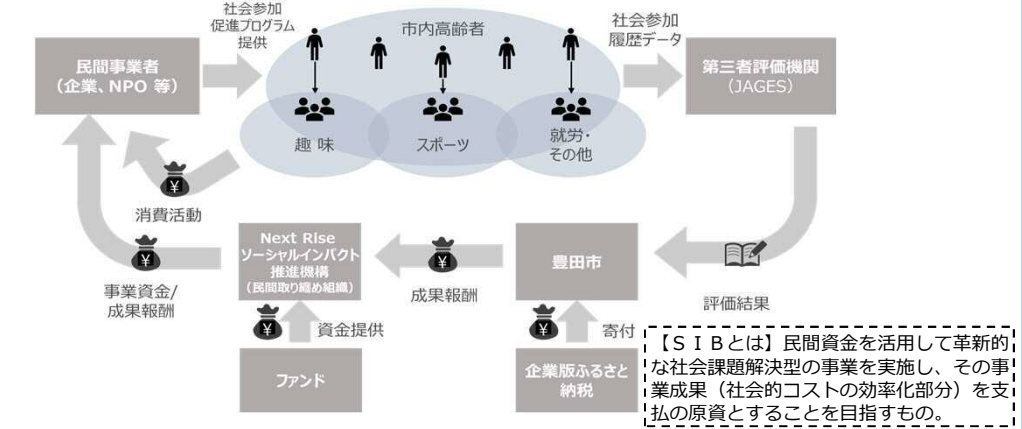 社会参加
促進プログラム
提供
市内高齢者
社会参加
履歴データ
民間事業者
(企業、NPO 等)
第三者評価機関
(JAGES)
趣 味
スポーツ
就労・
その他
¥
消費活動
¥
事業資金/
成果報酬
Next Rise
ソーシャルインパクト
推進機構
(民間取り纏め組織)
¥
成果報酬
豊田市
評価結果
¥
資金提供
¥
寄付
ファンド
企業版ふるさと
納税
【ＳＩＢとは】民間資金を活用して革新的
な社会課題解決型の事業を実施し、その事
業成果（社会的コストの効率化部分）を支
払の原資とすることを目指すもの。